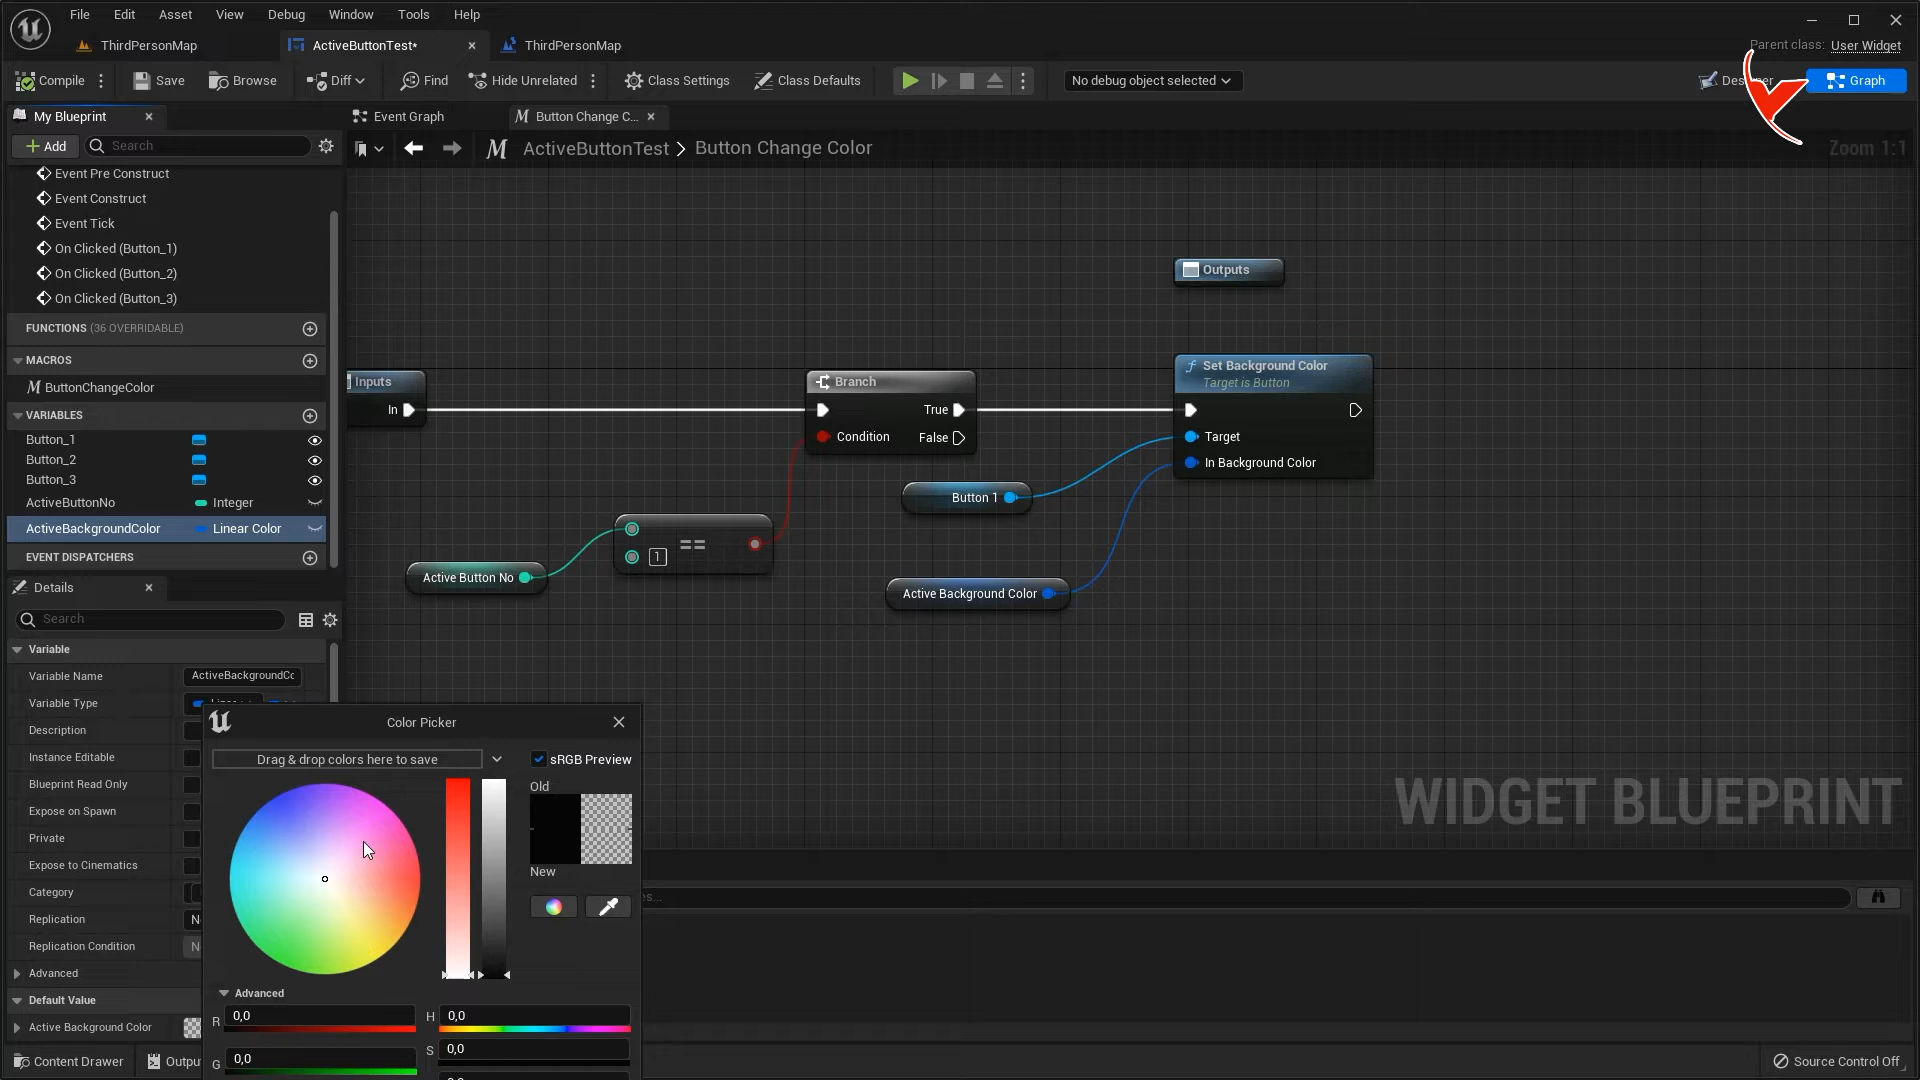 File Edit Asset View Debug Window Tools Help
ThirdPersonMap ActiveButtonTest* ThirdPersonMap
Parent class: User Widget
Compile Save Browse Diff Find Hide Unrelated Class Settings Class Defaults No debug object selected Graph
My Blueprint
Event Graph Button Change C...
Add Search
ActiveButtonTest > Button Change Color
Zoom 1:1
Event Pre Construct
Event Construct
Event Tick
On Clicked (Button_1)
On Clicked (Button_2)
On Clicked (Button_3)
FUNCTIONS (36 OVERRIDABLE)
MACROS
ButtonChangeColor
VARIABLES
Button_1
Button_2
Button_3
ActiveButtonNo Integer
ActiveBackgroundColor Linear Color
EVENT DISPATCHERS
Outputs
Inputs
In
Branch
True
Condition False
Set Background Color
Target is Button
Target
In Background Color
Button 1
==
1
Active Button No
Active Background Color
Details
Search
Variable
Variable Name ActiveBackgroundCc
Variable Type
Description
Instance Editable
Blueprint Read Only
Expose on Spawn
Private
Expose to Cinematics
Category
Replication N
Replication Condition N
Advanced
Default Value
Active Background Color
Color Picker
Drag & drop colors here to save sRGB Preview
Old
New
Advanced
R 0,0 H 0,0
G 0,0 S 0,0
WIDGET BLUEPRINT
Content Drawer Outpu
Source Control Off